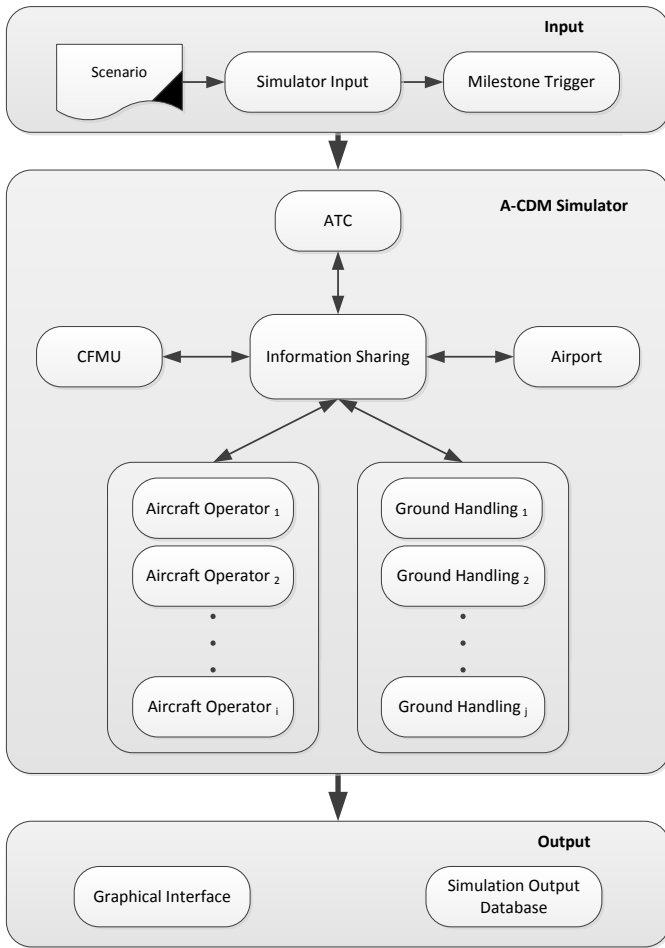 Input
Scenario
Simulator Input
Milestone Trigger
A-CDM Simulator
ATC
CFMU
Information Sharing
Airport
Aircraft Operator 1
Aircraft Operator 2
Aircraft Operator i
Ground Handling 1
Ground Handling 2
Ground Handling j
Output
Graphical Interface
Simulation Output
Database